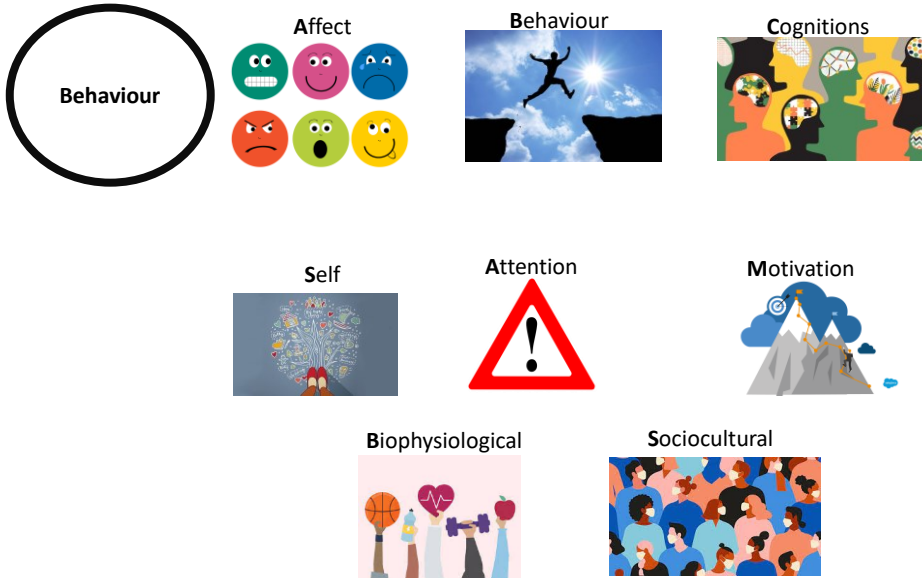 Behaviour
Affect
Behaviour
Cognitions
Self
Attention
Motivation
Biophysiological
Sociocultural